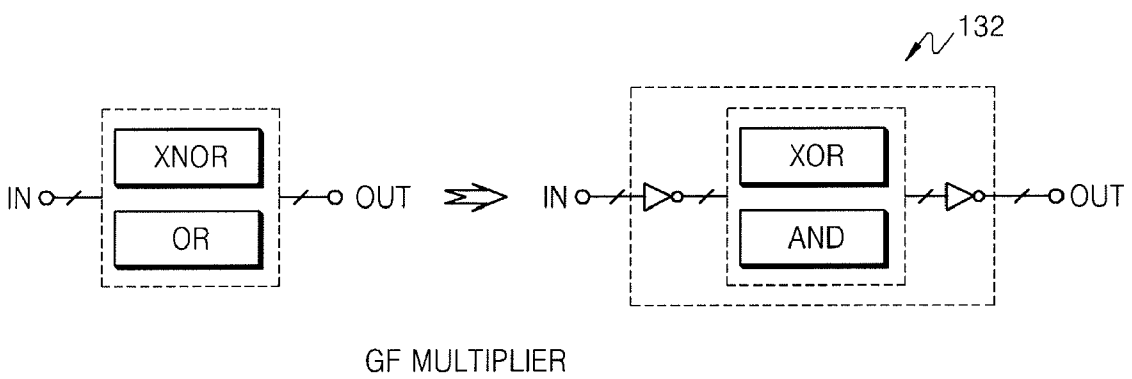 132
XNOR
XOR
IN
OUT
IN
OUT
OR
AND
GF MULTIPLIER